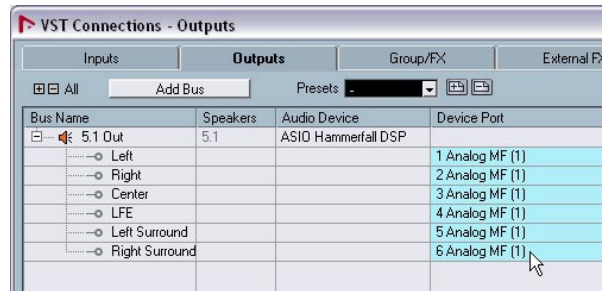 VST Connections - Outputs
Inputs Outputs Group/FX External FX
All Add Bus Presets -
Bus Name Speakers Audio Device Device Port
5.1 Out 5.1 ASIO Hammerfall DSP
Left 1 Analog MF (1)
Right 2 Analog MF (1)
Center 3 Analog MF (1)
LFE 4 Analog MF (1)
Left Surround 5 Analog MF (1)
Right Surround 6 Analog MF (1)